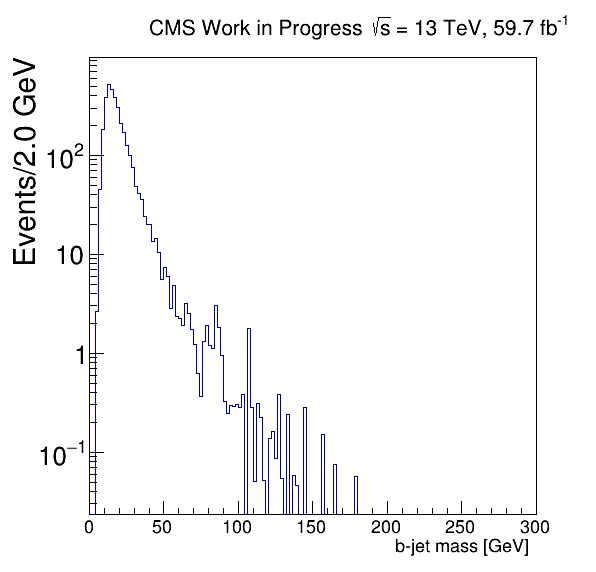 CMS Work in Progress √s = 13 TeV, 59.7 fb⁻¹
Events/2.0 GeV
10²
10
1
10⁻¹
0 50 100 150 200 250 300
b-jet mass [GeV]